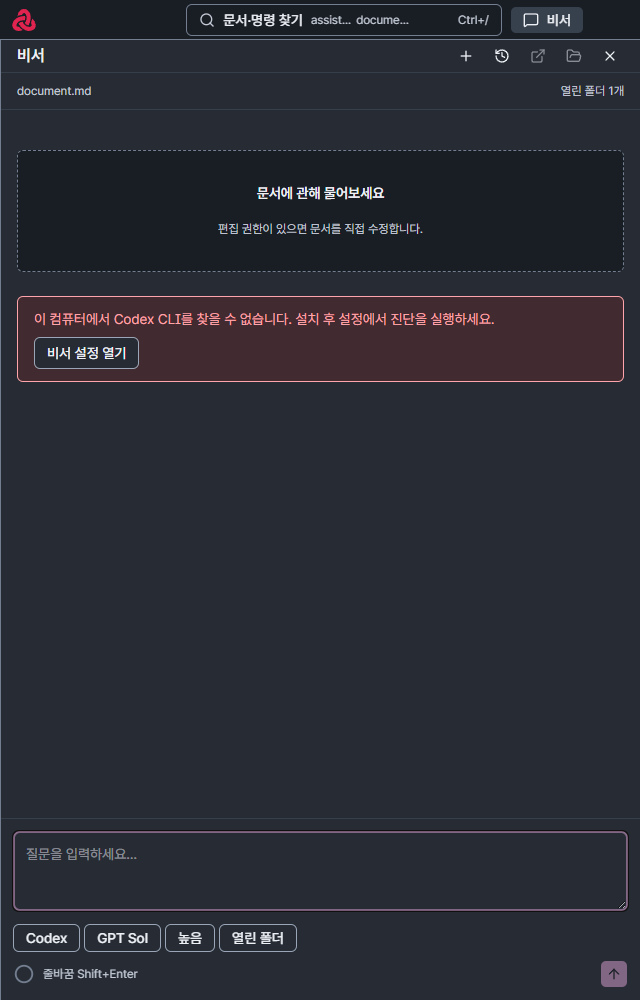 문서·명령 찾기 assist... docume... Ctrl+/
비서
비서
document.md
열린 폴더 1개
문서에 관해 물어보세요
편집 권한이 있으면 문서를 직접 수정합니다.
이 컴퓨터에서 Codex CLI를 찾을 수 없습니다. 설치 후 설정에서 진단을 실행하세요.
비서 설정 열기
질문을 입력하세요...
Codex GPT Sol 높음 열린 폴더
줄바꿈 Shift+Enter